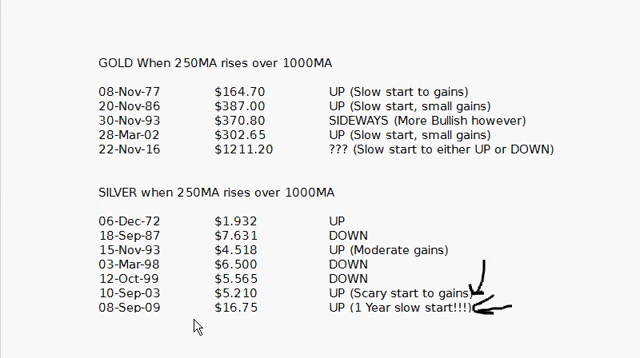 GOLD When 250MA rises over 1000MA
08-Nov-77 $164.70 UP (Slow start to gains)
20-Nov-86 $387.00 UP (Slow start, small gains)
30-Nov-93 $370.80 SIDEWAYS (More Bullish however)
28-Mar-02 $302.65 UP (Slow start, small gains)
22-Nov-16 $1211.20 ??? (Slow start to either UP or DOWN)
SILVER when 250MA rises over 1000MA
06-Dec-72 $1.932 UP
18-Sep-87 $7.631 DOWN
15-Nov-93 $4.518 UP (Moderate gains)
03-Mar-98 $6.500 DOWN
12-Oct-99 $5.565 DOWN
10-Sep-03 $5.210 UP (Scary start to gains)
08-Sep-09 $16.75 UP (1 Year slow start!!!)